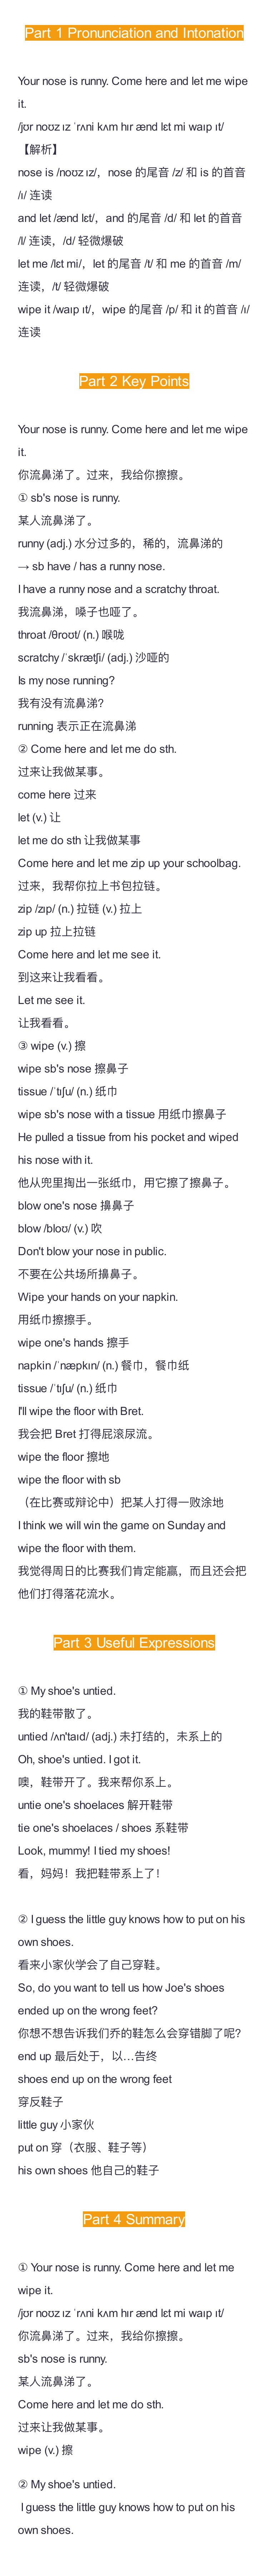 Part 1 Pronunciation and Intonation
Your nose is runny. Come here and let me wipe
it.
/jʊr noʊz ɪz ˈrʌni kʌm hɪr ænd lɛt mi waɪp ɪt/
【解析】
nose is /noʊz ɪz/，nose 的尾音 /z/ 和 is 的首音
/ɪ/ 连读
and let /ænd lɛt/，and 的尾音 /d/ 和 let 的首音
/l/ 连读，/d/ 轻微爆破
let me /lɛt mi/，let 的尾音 /t/ 和 me 的首音 /m/
连读，/t/ 轻微爆破
wipe it /waɪp ɪt/，wipe 的尾音 /p/ 和 it 的首音 /ɪ/
连读
Part 2 Key Points
Your nose is runny. Come here and let me wipe
it.
你流鼻涕了。过来，我给你擦擦。
① sb's nose is runny.
某人流鼻涕了。
runny (adj.) 水分过多的，稀的，流鼻涕的
→ sb have / has a runny nose.
I have a runny nose and a scratchy throat.
我流鼻涕，嗓子也哑了。
throat /θroʊt/ (n.) 喉咙
scratchy /ˈskrætʃi/ (adj.) 沙哑的
Is my nose running?
我有没有流鼻涕?
running 表示正在流鼻涕
② Come here and let me do sth.
过来让我做某事。
come here 过来
let (v.) 让
let me do sth 让我做某事
Come here and let me zip up your schoolbag.
过来，我帮你拉上书包拉链。
zip /zɪp/ (n.) 拉链 (v.) 拉上
zip up 拉上拉链
Come here and let me see it.
到这来让我看看。
Let me see it.
让我看看。
③ wipe (v.) 擦
wipe sb's nose 擦鼻子
tissue /ˈtɪʃu/ (n.) 纸巾
wipe sb's nose with a tissue 用纸巾擦鼻子
He pulled a tissue from his pocket and wiped
his nose with it.
他从兜里掏出一张纸巾，用它擦了擦鼻子。
blow one's nose 擤鼻子
blow /bloʊ/ (v.) 吹
Don't blow your nose in public.
不要在公共场所擤鼻子。
Wipe your hands on your napkin.
用纸巾擦擦手。
wipe one's hands 擦手
napkin /ˈnæpkɪn/ (n.) 餐巾，餐巾纸
tissue /ˈtɪʃu/ (n.) 纸巾
I'll wipe the floor with Bret.
我会把 Bret 打得屁滚尿流。
wipe the floor 擦地
wipe the floor with sb
（在比赛或辩论中）把某人打得一败涂地
I think we will win the game on Sunday and
wipe the floor with them.
我觉得周日的比赛我们肯定能赢，而且还会把
他们打得落花流水。
Part 3 Useful Expressions
① My shoe's untied.
我的鞋带散了。
untied /ʌn'taɪd/ (adj.) 未打结的，未系上的
Oh, shoe's untied. I got it.
噢，鞋带开了。我来帮你系上。
untie one's shoelaces 解开鞋带
tie one's shoelaces / shoes 系鞋带
Look, mummy! I tied my shoes!
看，妈妈！我把鞋带系上了!
② I guess the little guy knows how to put on his
own shoes.
看来小家伙学会了自己穿鞋。
So, do you want to tell us how Joe's shoes
ended up on the wrong feet?
你想不想告诉我们乔的鞋怎么会穿错脚了呢?
end up 最后处于，以…告终
shoes end up on the wrong feet
穿反鞋子
little guy 小家伙
put on 穿（衣服、鞋子等）
his own shoes 他自己的鞋子
Part 4 Summary
① Your nose is runny. Come here and let me
wipe it.
/jʊr noʊz ɪz ˈrʌni kʌm hɪr ænd lɛt mi waɪp ɪt/
你流鼻涕了。过来，我给你擦擦。
sb's nose is runny.
某人流鼻涕了。
Come here and let me do sth.
过来让我做某事。
wipe (v.) 擦
② My shoe's untied.
I guess the little guy knows how to put on his
own shoes.